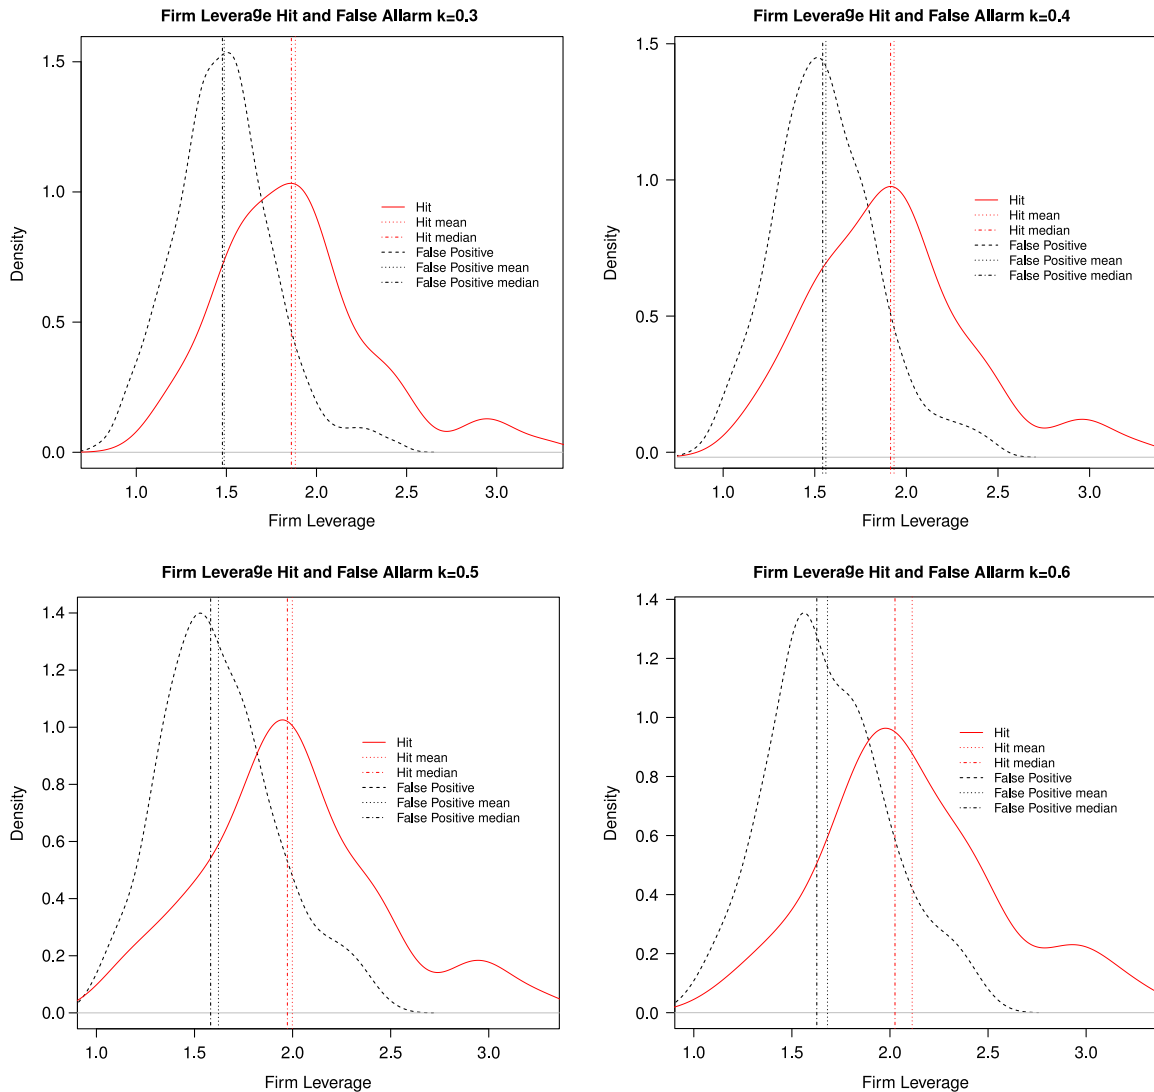 Firm Leverage Hit and False Allarm k=0.3
Density
1.5
1.0
0.5
0.0
Hit
Hit mean
Hit median
False Positive
False Positive mean
False Positive median
1.0 1.5 2.0 2.5 3.0
Firm Leverage
Firm Leverage Hit and False Allarm k=0.4
Density
1.5
1.0
0.5
0.0
Hit
Hit mean
Hit median
False Positive
False Positive mean
False Positive median
1.0 1.5 2.0 2.5 3.0
Firm Leverage
Firm Leverage Hit and False Allarm k=0.5
Density
1.4
1.2
1.0
0.8
0.6
0.4
0.2
0.0
Hit
Hit mean
Hit median
False Positive
False Positive mean
False Positive median
1.0 1.5 2.0 2.5 3.0
Firm Leverage
Firm Leverage Hit and False Allarm k=0.6
Density
1.4
1.2
1.0
0.8
0.6
0.4
0.2
0.0
Hit
Hit mean
Hit median
False Positive
False Positive mean
False Positive median
1.0 1.5 2.0 2.5 3.0
Firm Leverage